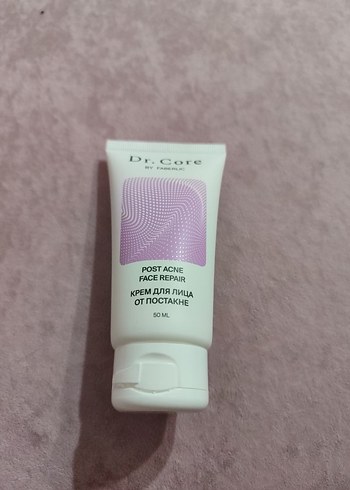 Dr. Core
BY FABERLIC
POST ACNE
FACE REPAIR
КРЕМ ДЛЯ ЛИЦА
ОТ ПОСТАКНЕ
50 ML